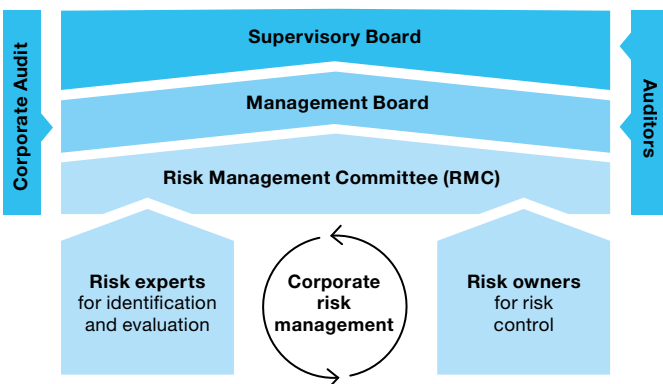 Corporate Audit
Supervisory Board
Management Board
Risk Management Committee (RMC)
Auditors
Risk experts
for identification
and evaluation
Corporate
risk
management
Risk owners
for risk
control